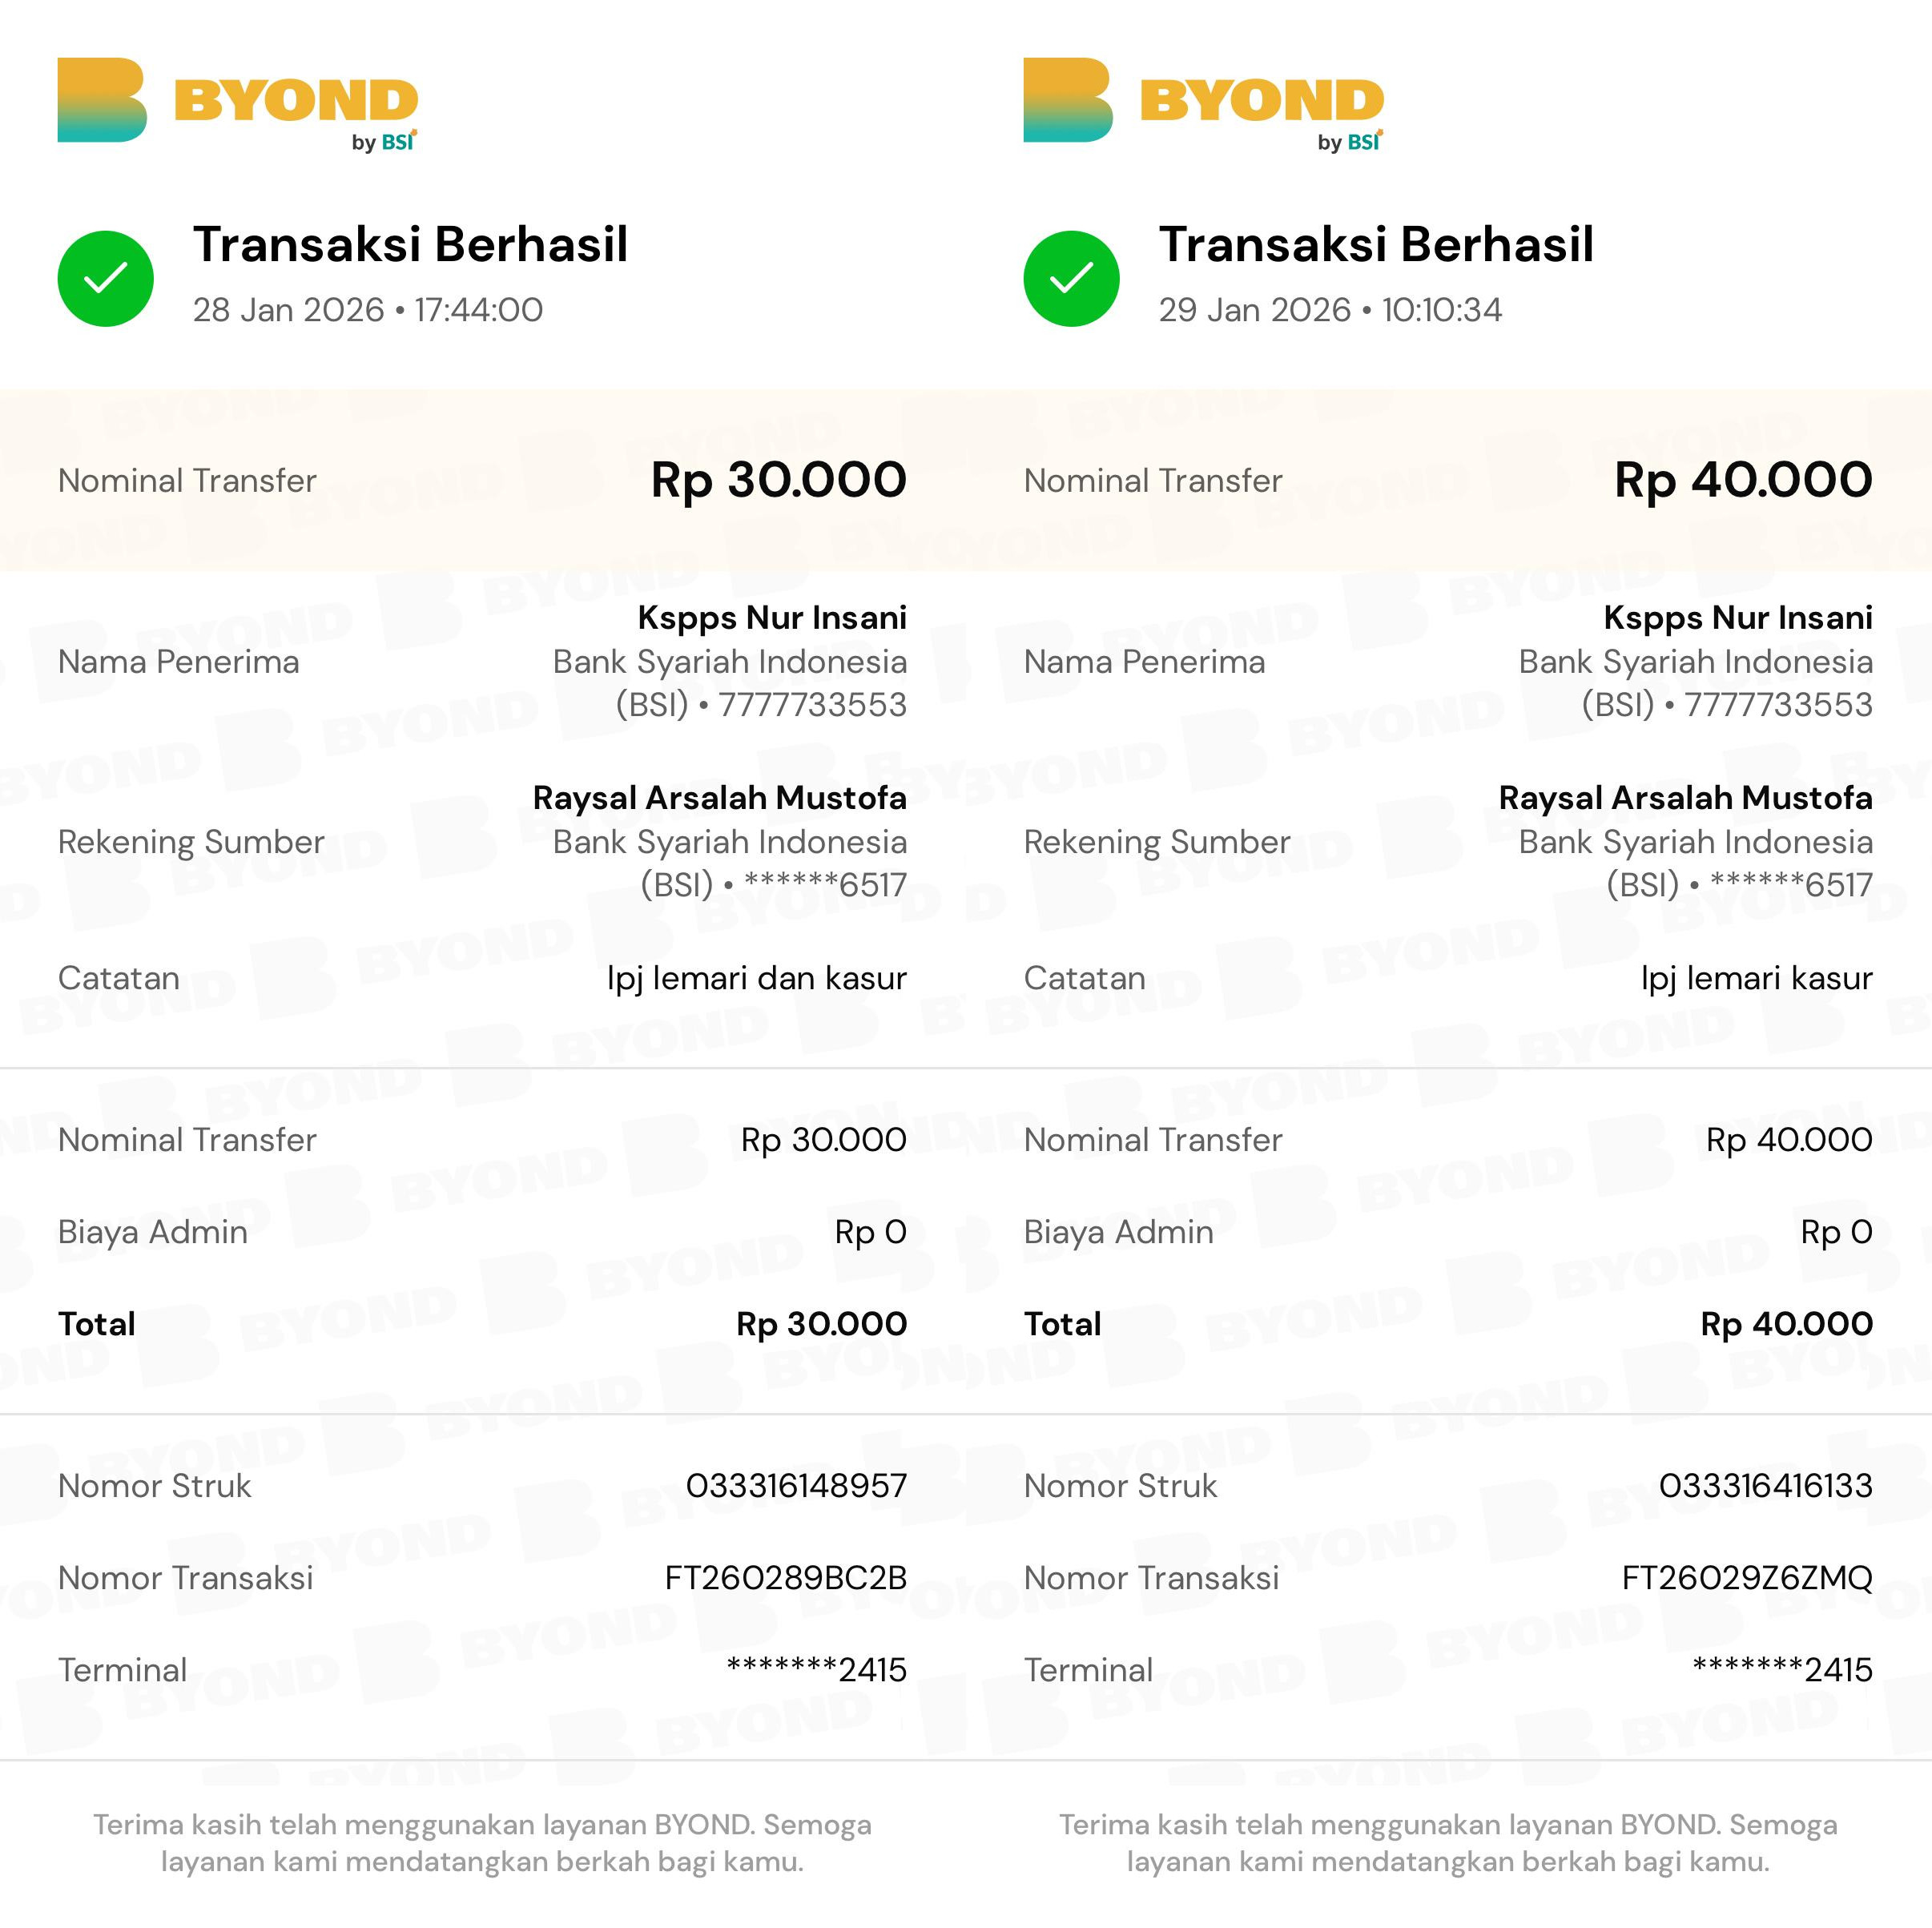 BYOND
by BSI
Transaksi Berhasil
28 Jan 2026 • 17:44:00
Nominal Transfer
Rp 30.000
Nama Penerima
Kspps Nur Insani
Bank Syariah Indonesia
(BSI) • 7777733553
Rekening Sumber
Raysal Arsalah Mustofa
Bank Syariah Indonesia
(BSI) • ******6517
Catatan
lpj lemari dan kasur
Nominal Transfer
Rp 30.000
Biaya Admin
Rp 0
Total
Rp 30.000
Nomor Struk
033316148957
Nomor Transaksi
FT260289BC2B
Terminal
*******2415
Terima kasih telah menggunakan layanan BYOND. Semoga
layanan kami mendatangkan berkah bagi kamu.
BYOND
by BSI
Transaksi Berhasil
29 Jan 2026 • 10:10:34
Nominal Transfer
Rp 40.000
Nama Penerima
Kspps Nur Insani
Bank Syariah Indonesia
(BSI) • 7777733553
Rekening Sumber
Raysal Arsalah Mustofa
Bank Syariah Indonesia
(BSI) • ******6517
Catatan
lpj lemari kasur
Nominal Transfer
Rp 40.000
Biaya Admin
Rp 0
Total
Rp 40.000
Nomor Struk
033316416133
Nomor Transaksi
FT26029Z6ZMQ
Terminal
*******2415
Terima kasih telah menggunakan layanan BYOND. Semoga
layanan kami mendatangkan berkah bagi kamu.